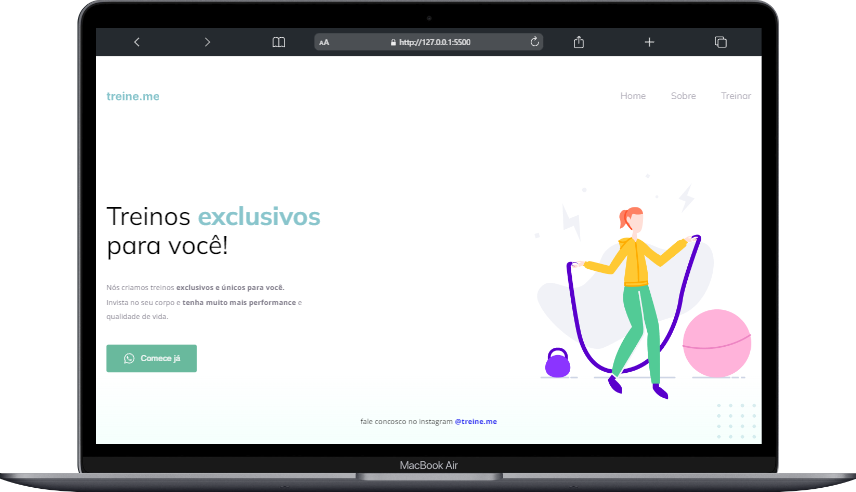 AA
http://127.0.0.1:5500
treine.me
Home
Sobre
Treinar
Treinos exclusivos
para você!
Nós criamos treinos exclusivos e únicos para você.
Invista no seu corpo e tenha muito mais performance e
qualidade de vida.
Comece já
fale concosco no instagram @treine.me
MacBook Air